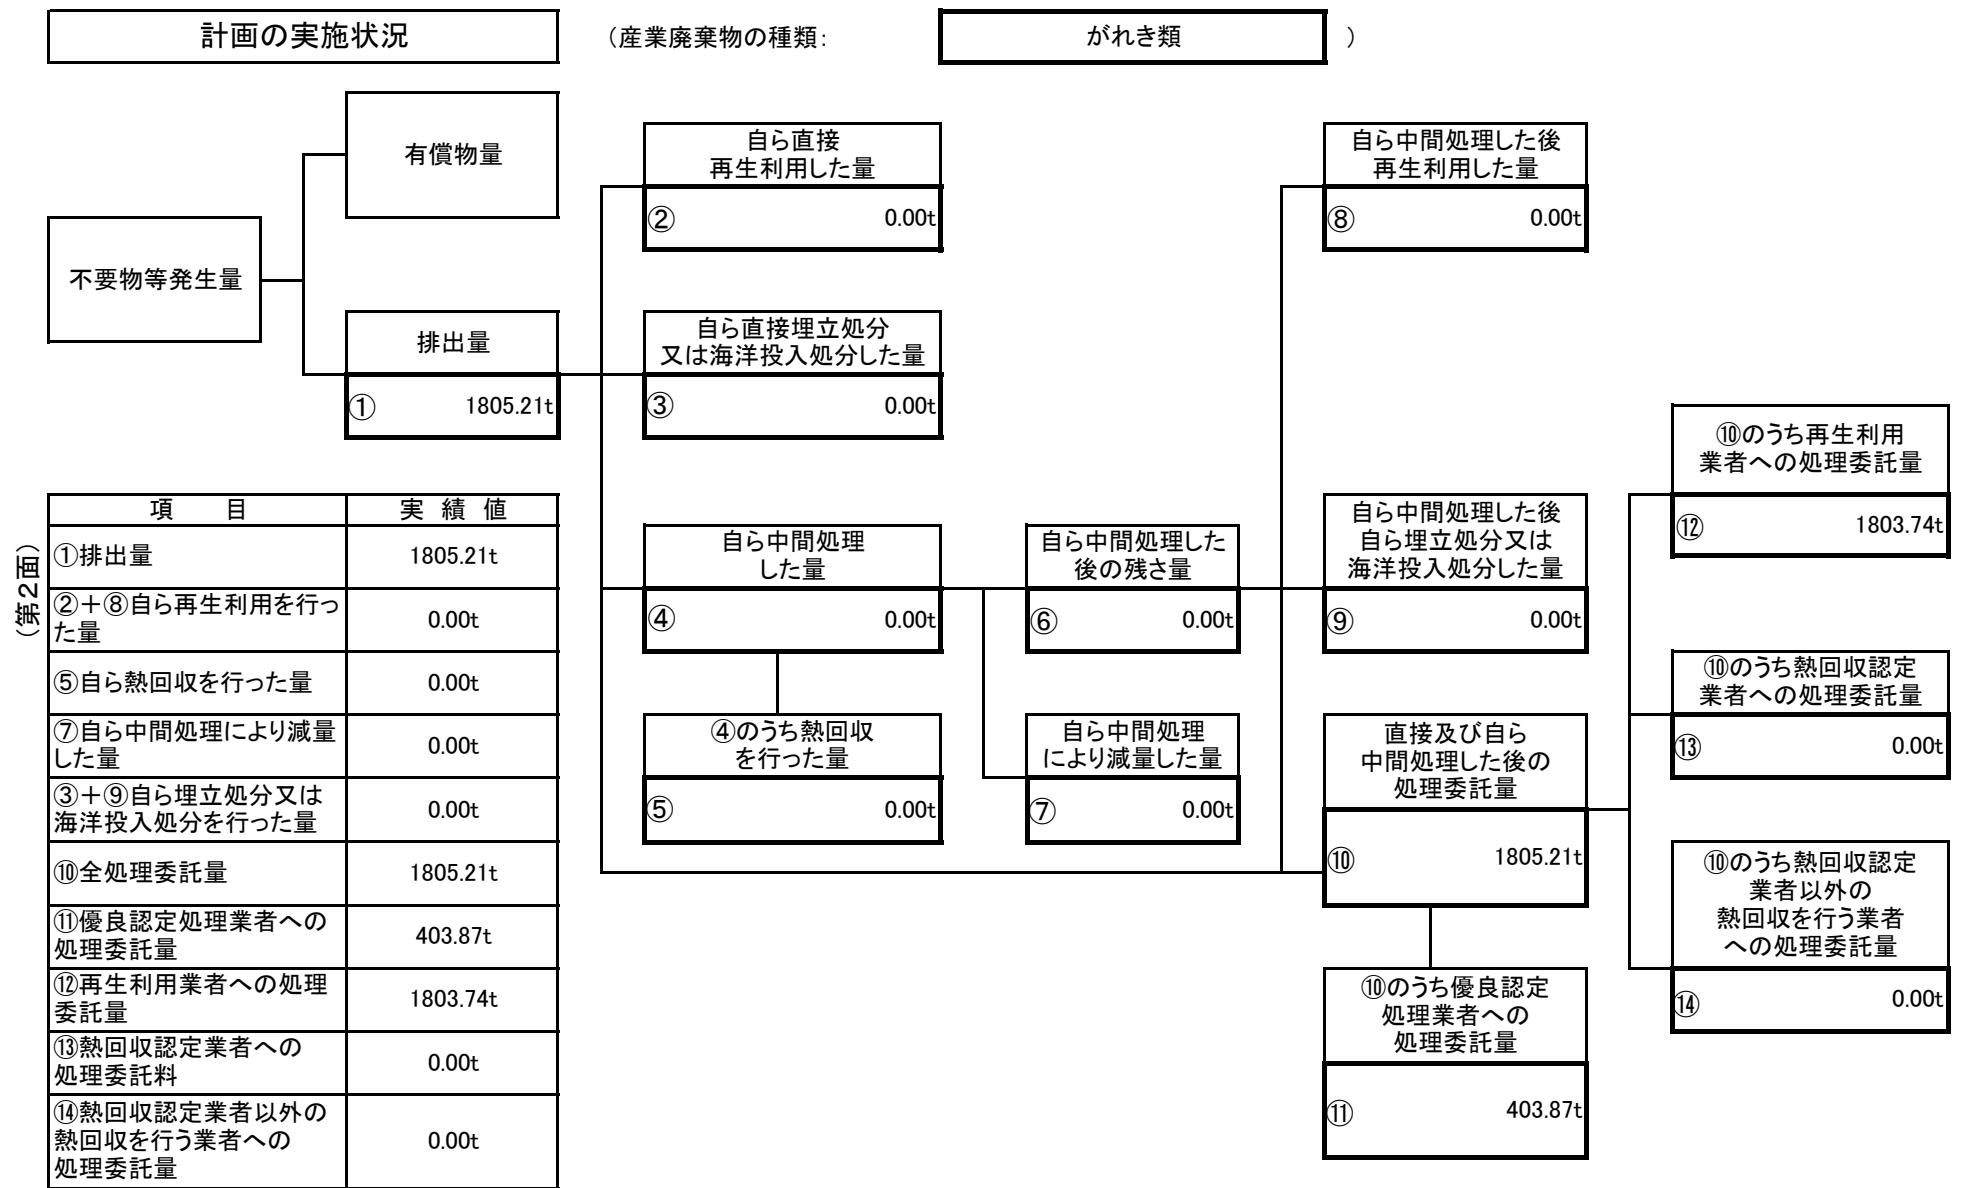 計画の実施状況
（産業廃棄物の種類：
がれき類
）
有償物量
不要物等発生量
排出量
① 1805.21t
自ら直接
再生利用した量
② 0.00t
自ら直接埋立処分
又は海洋投入処分した量
③ 0.00t
自ら中間処理
した量
④ 0.00t
④のうち熱回収
を行った量
⑤ 0.00t
自ら中間処理した
後の残さ量
⑥ 0.00t
自ら中間処理
により減量した量
⑦ 0.00t
自ら中間処理した後
再生利用した量
⑧ 0.00t
自ら中間処理した後
自ら埋立処分又は
海洋投入処分した量
⑨ 0.00t
直接及び自ら
中間処理した後の
処理委託量
⑩ 1805.21t
⑩のうち優良認定
処理業者への
処理委託量
⑪ 403.87t
⑩のうち再生利用
業者への処理委託量
⑫ 1803.74t
⑩のうち熱回収認定
業者への処理委託量
⑬ 0.00t
⑩のうち熱回収認定
業者以外の
熱回収を行う業者
への処理委託量
⑭ 0.00t
（第２面）
項　目 実 績 値
①排出量 1805.21t
②＋⑧自ら再生利用を行っ
た量 0.00t
⑤自ら熱回収を行った量 0.00t
⑦自ら中間処理により減量
した量 0.00t
③＋⑨自ら埋立処分又は
海洋投入処分を行った量 0.00t
⑩全処理委託量 1805.21t
⑪優良認定処理業者への
処理委託量 403.87t
⑫再生利用業者への処理
委託量 1803.74t
⑬熱回収認定業者への
処理委託料 0.00t
⑭熱回収認定業者以外の
熱回収を行う業者への
処理委託量 0.00t